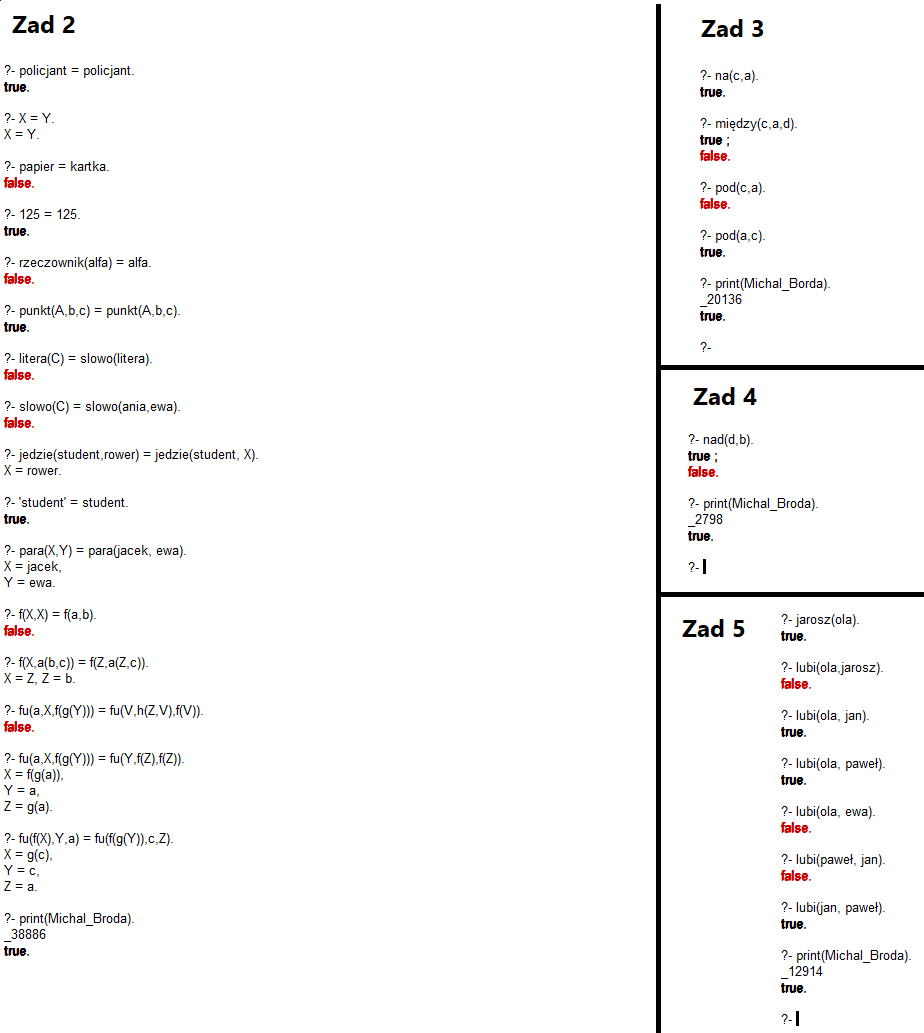 Zad 2
?- policjant = policjant.
true.
?- X = Y.
X = Y.
?- papier = kartka.
false.
?- 125 = 125.
true.
?- rzeczownik(alfa) = alfa.
false.
?- punkt(A,b,c) = punkt(A,b,c).
true.
?- litera(C) = slowo(litera).
false.
?- slowo(C) = slowo(ania,ewa).
false.
?- jedzie(student,rower) = jedzie(student, X).
X = rower.
?- 'student' = student.
true.
?- para(X,Y) = para(jacek, ewa).
X = jacek,
Y = ewa.
?- f(X,X) = f(a,b).
false.
?- f(X,a(b,c)) = f(Z,a(Z,c)).
X = Z, Z = b.
?- fu(a,X,f(g(Y))) = fu(V,h(Z,V),f(V)).
false.
?- fu(a,X,f(g(Y))) = fu(Y,f(Z),f(Z)).
X = f(g(a)),
Y = a,
Z = g(a).
?- fu(f(X),Y,a) = fu(f(g(Y)),c,Z).
X = g(c),
Y = c,
Z = a.
?- print(Michal_Broda).
_38886
true.
Zad 3
?- na(c,a).
true.
?- między(c,a,d).
true ;
false.
?- pod(c,a).
false.
?- pod(a,c).
true.
?- print(Michal_Borda).
_20136
true.
?-
Zad 4
?- nad(d,b).
true ;
false.
?- print(Michal_Broda).
_2798
true.
?-
Zad 5
?- jarosz(ola).
true.
?- lubi(ola,jarosz).
false.
?- lubi(ola, jan).
true.
?- lubi(ola, paweł).
true.
?- lubi(ola, ewa).
false.
?- lubi(paweł, jan).
false.
?- lubi(jan, paweł).
true.
?- print(Michal_Broda).
_12914
true.
?-